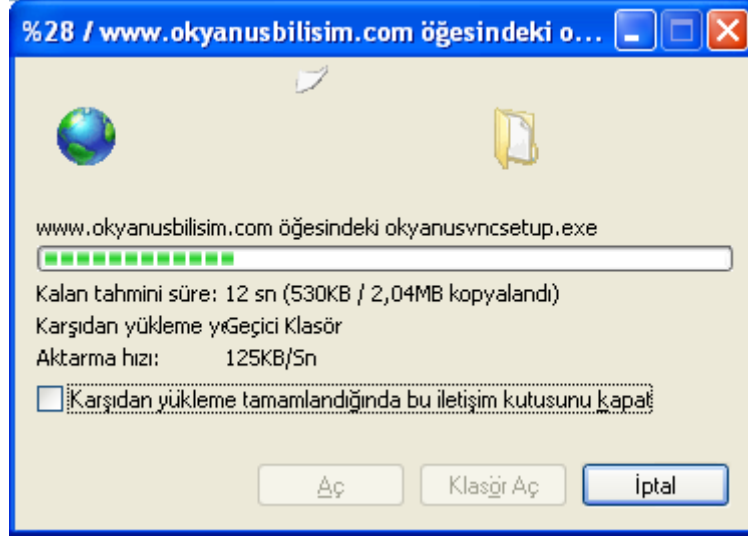 %28 / www.okyanusbilisim.com öğesindeki o...
www.okyanusbilisim.com öğesindeki okyanusvncsetup.exe
Kalan tahmini süre: 12 sn (530KB / 2,04MB kopyalandı)
Karşıdan yükleme ye Geçici Klasör
Aktarma hızı: 125KB/Sn
Karşıdan yükleme tamamlandığında bu iletişim kutusunu kapat
Aç Klasör Aç İptal